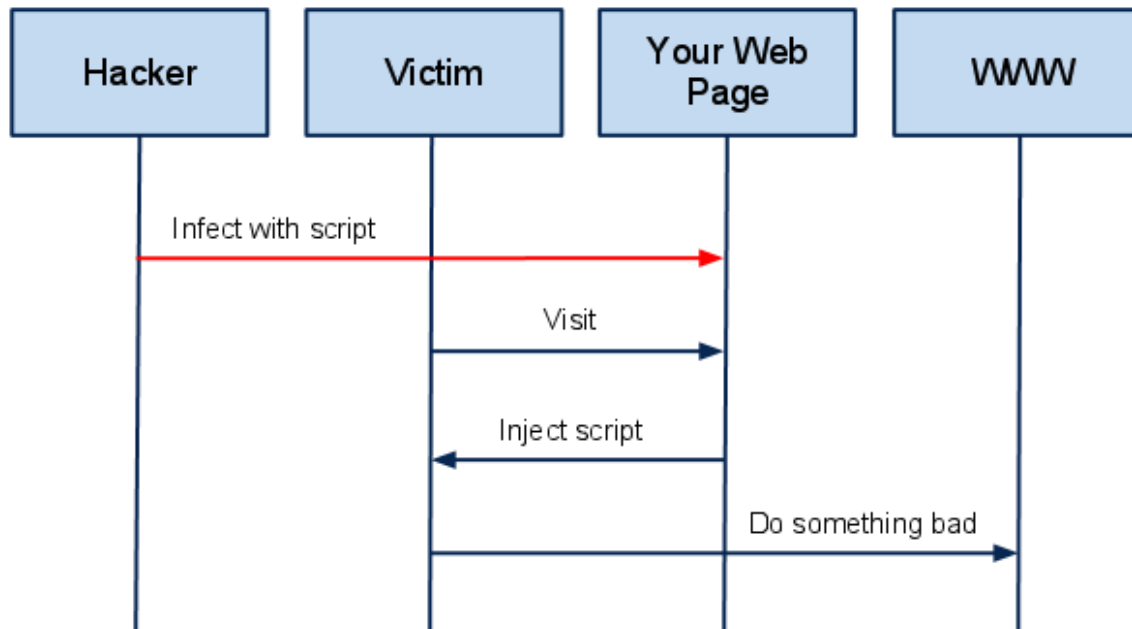 Hacker
Victim
Your Web
Page
WWW
Infect with script
Visit
Inject script
Do something bad